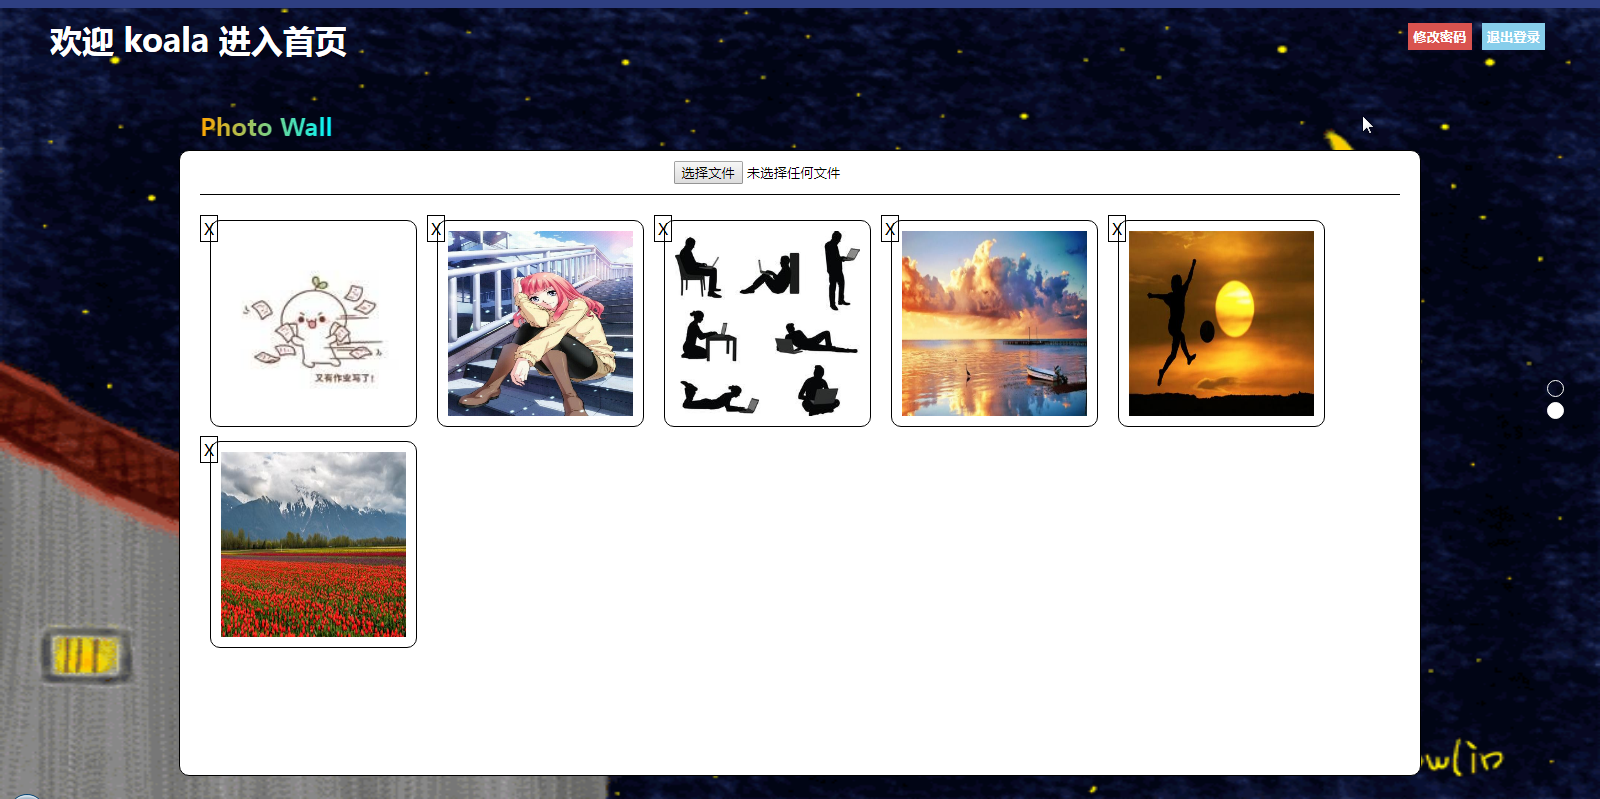 欢迎 koala 进入首页
修改密码
退出登录
Photo Wall
选择文件 未选择任何文件
X
X
X
X
X
又有作业写了!
X